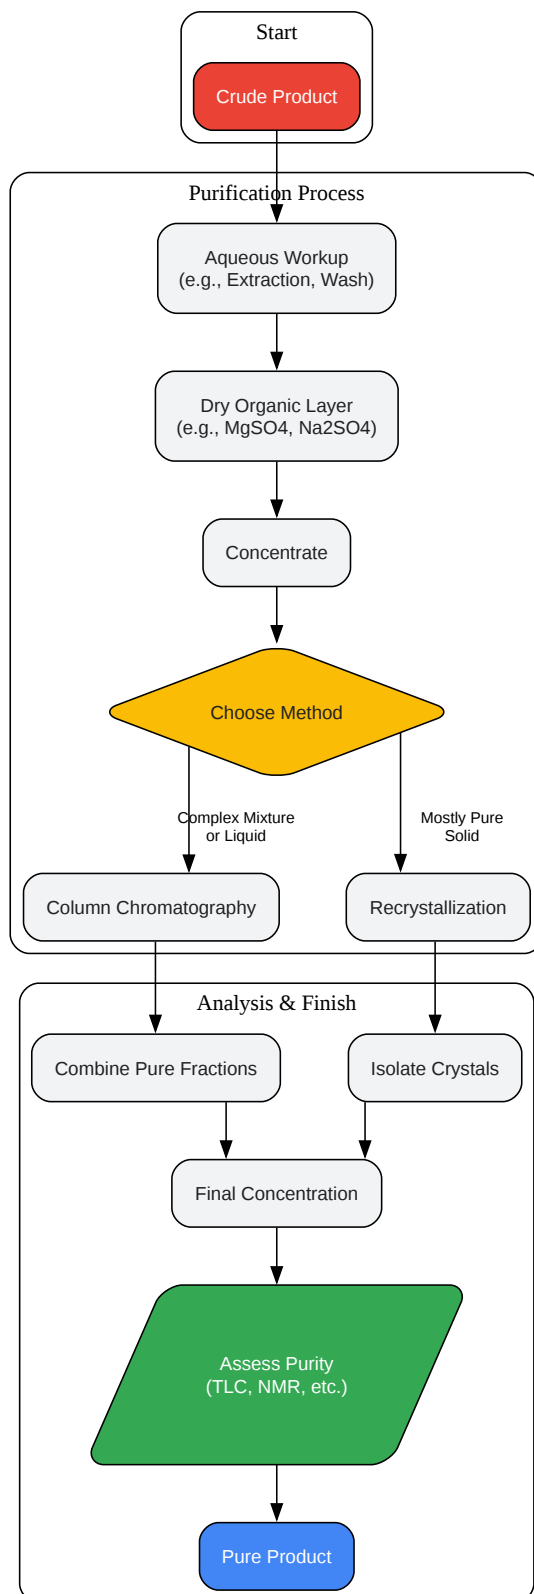 Start
Crude Product
Purification Process
Aqueous Workup
(e.g., Extraction, Wash)
Dry Organic Layer
(e.g., MgSO4, Na2SO4)
Concentrate
Choose Method
Complex Mixture
or Liquid
Mostly Pure
Solid
Column Chromatography
Recrystallization
Analysis & Finish
Combine Pure Fractions
Isolate Crystals
Final Concentration
Assess Purity
(TLC, NMR, etc.)
Pure Product